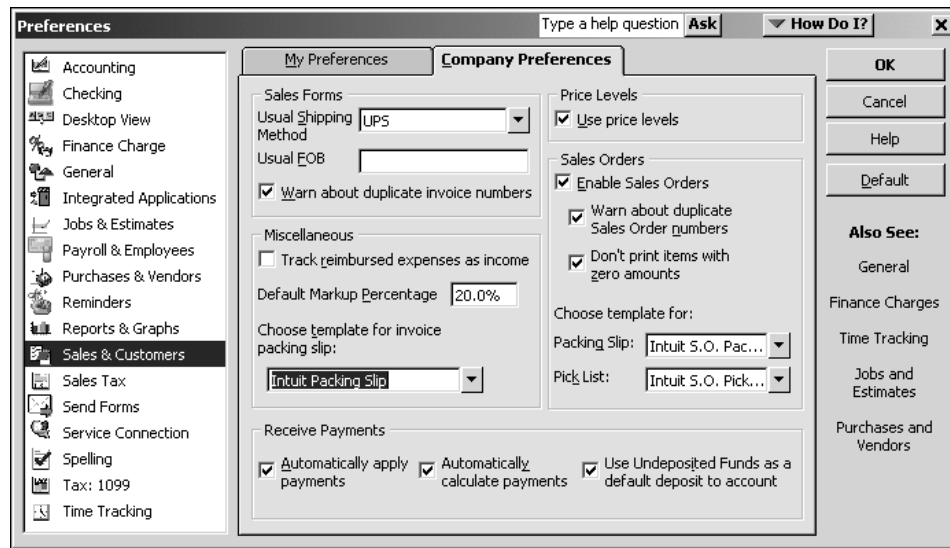 Preferences
Type a help question Ask
How Do I?
X
Accounting
Checking
Desktop View
Finance Charge
General
Integrated Applications
Jobs & Estimates
Payroll & Employees
Purchases & Vendors
Reminders
Reports & Graphs
Sales & Customers
Sales Tax
Send Forms
Service Connection
Spelling
Tax: 1099
Time Tracking
My Preferences
Company Preferences
Sales Forms
Usual Shipping
Method
UPS
Usual FOB
Warn about duplicate invoice numbers
Miscellaneous
Track reimbursed expenses as income
Default Markup Percentage 20.0%
Choose template for invoice
packing slip:
Intuit Packing Slip
Price Levels
Use price levels
Sales Orders
Enable Sales Orders
Warn about duplicate
Sales Order numbers
Don't print items with
zero amounts
Choose template for:
Packing Slip: Intuit S.O. Pac...
Pick List: Intuit S.O. Pick...
Receive Payments
Automatically apply
payments
Automatically
calculate payments
Use Undeposited Funds as a
default deposit to account
OK
Cancel
Help
Default
Also See:
General
Finance Charges
Time Tracking
Jobs and
Estimates
Purchases and
Vendors